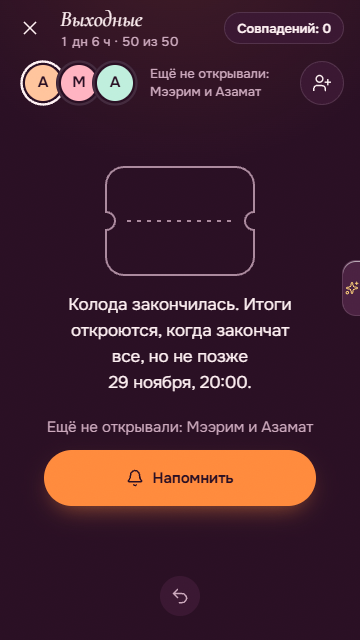 Выходные
1 дн 6 ч · 50 из 50
Совпадений: 0
А
М
А
Ещё не открывали:
Мээрим и Азамат
Колода закончилась. Итоги
откроются, когда закончат
все, но не позже
29 ноября, 20:00.
Ещё не открывали: Мээрим и Азамат
Напомнить